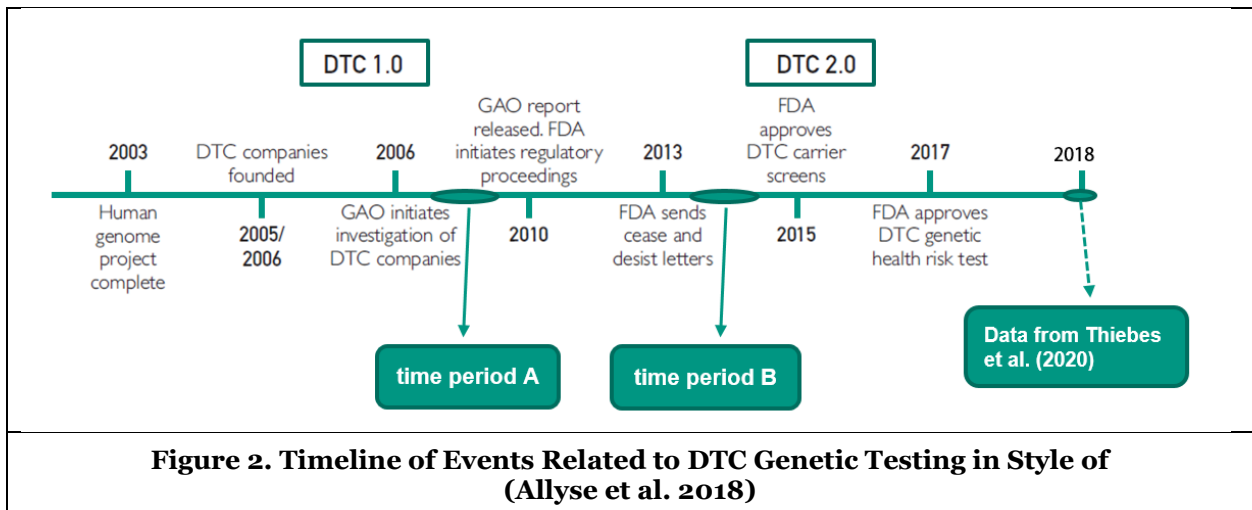 DTC 1.0
DTC 2.0
2003
Human
genome
project
complete
DTC companies
founded
2005/
2006
2006
GAO initiates
investigation of
DTC companies
GAO report
released. FDA
initiates regulatory
proceedings
2010
2013
FDA sends
cease and
desist letters
FDA
approves
DTC carrier
screens
2015
2017
FDA approves
DTC genetic
health risk test
2018
time period A
time period B
Data from Thiebes
et al. (2020)
Figure 2. Timeline of Events Related to DTC Genetic Testing in Style of
(Allyse et al. 2018)